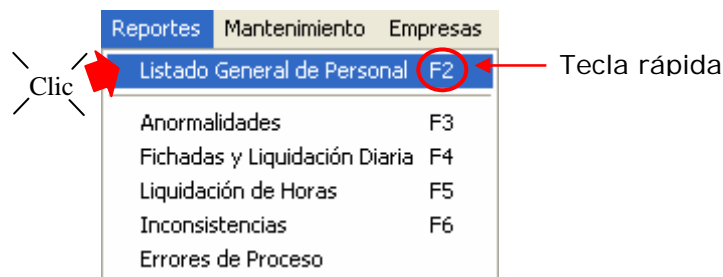 Reportes Mantenimiento Empresas
Clic
Listado General de Personal F2
Tecla rápida
Anormalidades F3
Fichadas y Liquidación Diaria F4
Liquidación de Horas F5
Inconsistencias F6
Errores de Proceso